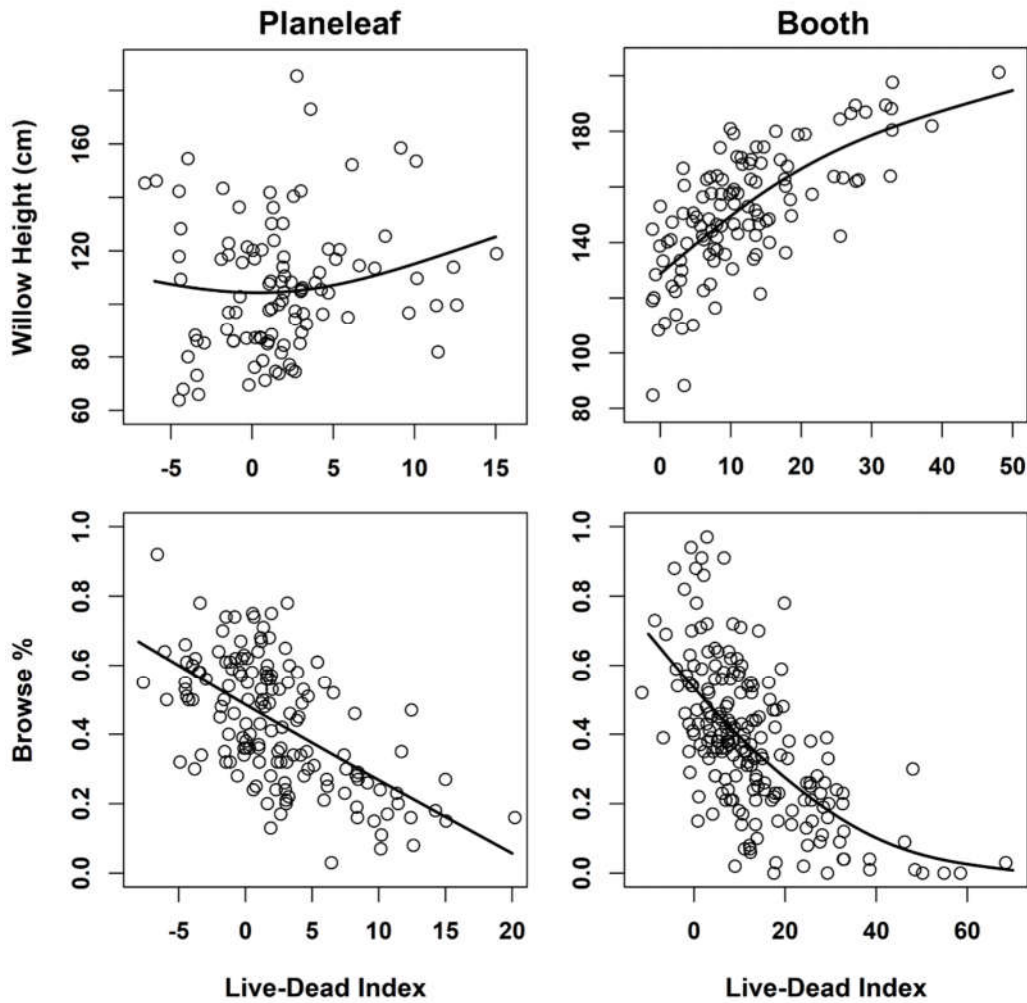 Planeleaf Booth
Willow Height (cm)
60 80 120 160
-5 0 5 10 15
80 100 140 180
0 10 20 30 40 50
Browse %
0.0 0.2 0.4 0.6 0.8 1.0
-5 0 5 10 15 20
0.0 0.2 0.4 0.6 0.8 1.0
0 20 40 60
Live-Dead Index Live-Dead Index